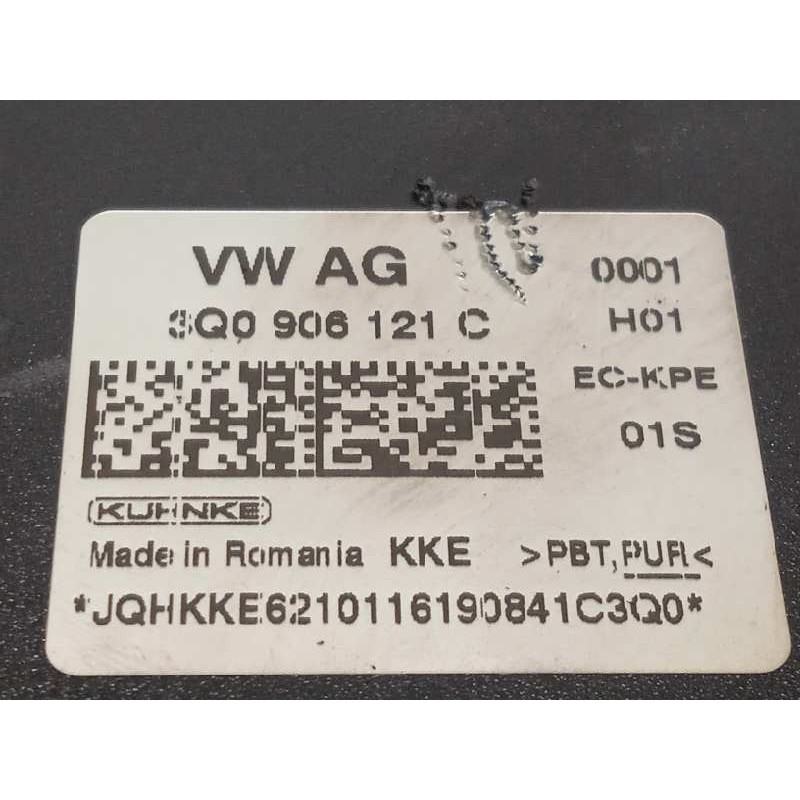 VW AG 0001
3Q0 906 121 C H01
EC-KPE
01S
KUHNKE
Made in Romania KKE >PBT,PUR<
*JQHKKE6210116190841C3Q0*